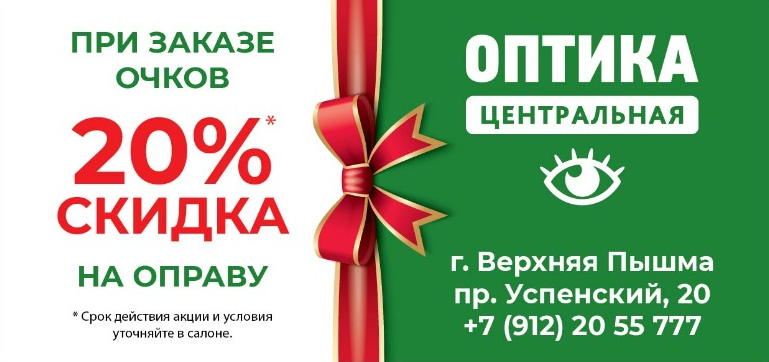 ПРИ ЗАКАЗЕ
ОЧКОВ
20%*
СКИДКА
НА ОПРАВУ
* Срок действия акции и условия
уточняйте в салоне.
ОПТИКА
ЦЕНТРАЛЬНАЯ
г. Верхняя Пышма
пр. Успенский, 20
+7 (912) 20 55 777